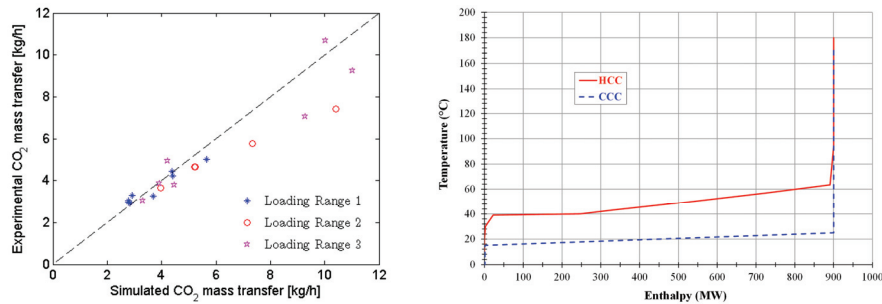 Experimental CO2 mass transfer [kg/h]
12
10
8
6
4
2
0
0 2 4 6 8 10 12
Simulated CO2 mass transfer [kg/h]
Loading Range 1
Loading Range 2
Loading Range 3
Temperature (°C)
200
180
160
140
120
100
80
60
40
20
0
0 100 200 300 400 500 600 700 800 900 1000
Enthalpy (MW)
HCC
CCC